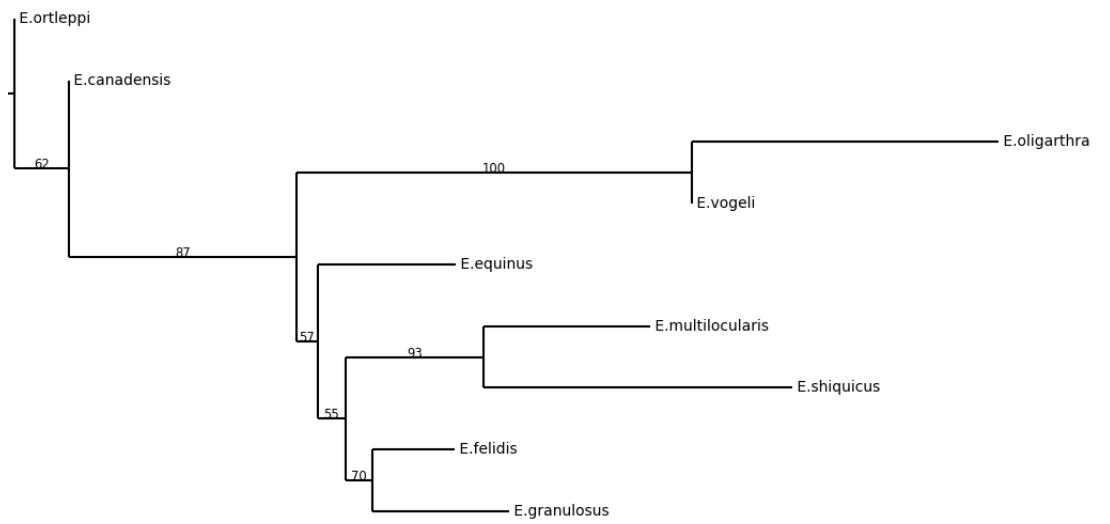 E.ortleppi
E.canadensis
E.oligarthra
62
100
E.vogeli
87
E.equinus
E.multilocularis
57
93
E.shiquicus
55
E.felidis
70
E.granulosus